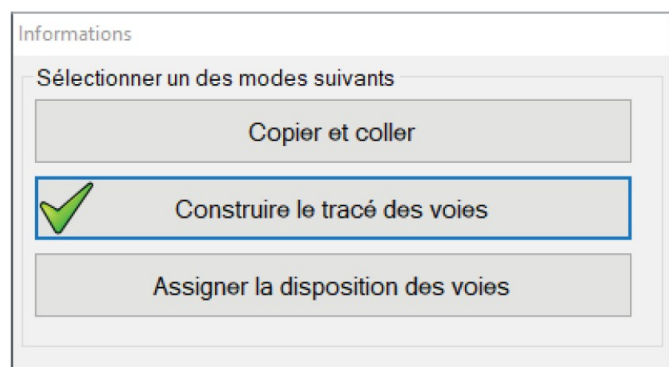 Informations
Sélectionner un des modes suivants
Copier et coller
Construire le tracé des voies
Assigner la disposition des voies